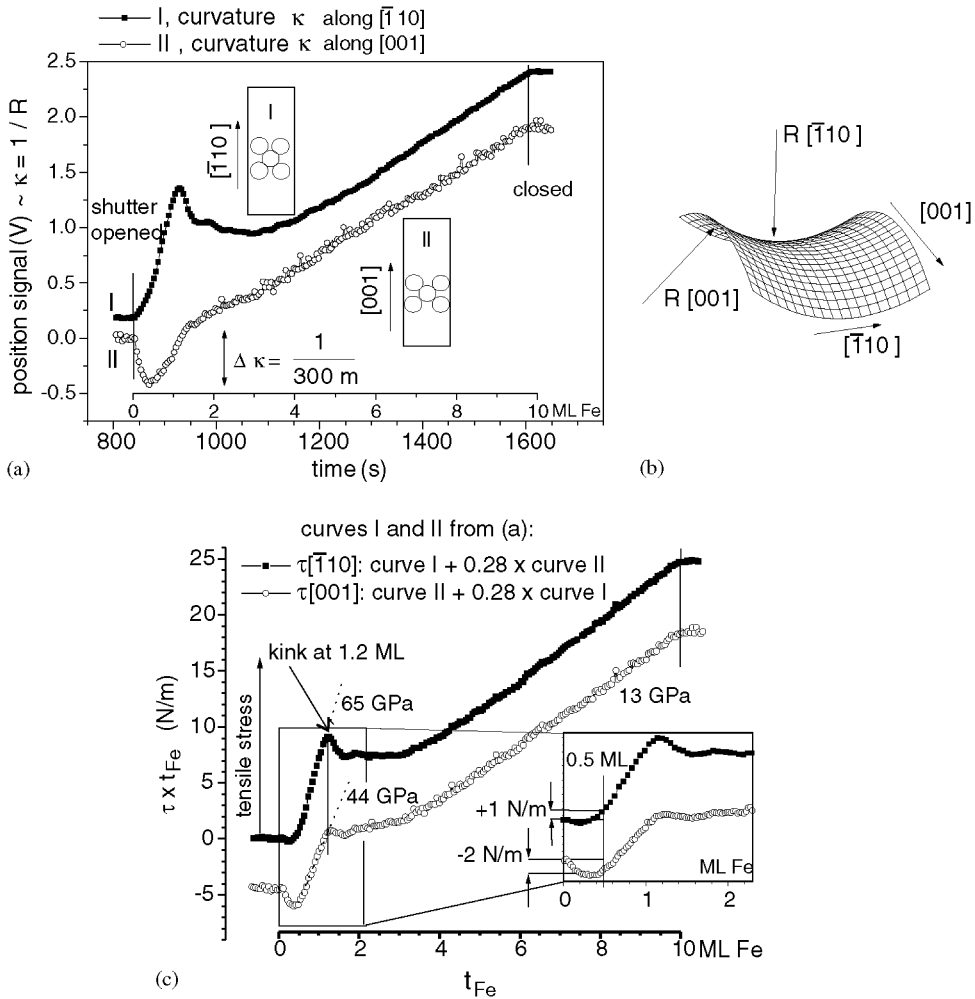 I, curvature κ along [1̄10]
II , curvature κ along [001]
(a)
position signal (V) ~ κ = 1 / R
2.5
2.0
1.5
1.0
0.5
0.0
-0.5
shutter
opened
I
II
I
[1̄10]
II
[001]
closed
Δ κ = 1 / 300 m
0 2 4 6 8 10 ML Fe
800 1000 1200 1400 1600
time (s)
(b)
R [1̄10]
[001]
R [001]
[1̄10]
curves I and II from (a):
τ[1̄10]: curve I + 0.28 x curve II
τ[001]: curve II + 0.28 x curve I
τ x tFe (N/m)
25
20
15
10
5
0
-5
tensile stress
kink at 1.2 ML
65 GPa
44 GPa
13 GPa
0.5 ML
+1 N/m
-2 N/m
ML Fe
0 1 2
0 2 4 6 8 10 ML Fe
tFe
(c)